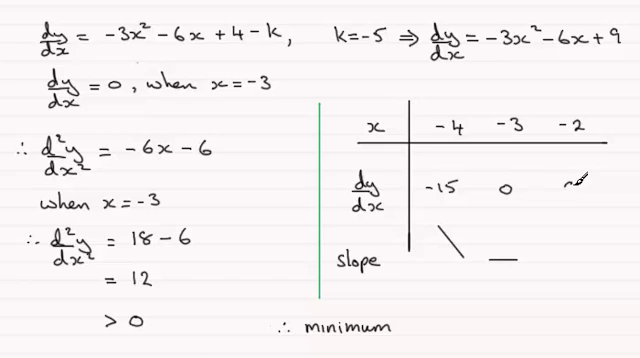 dy/dx = -3x² - 6x + 4 - k, k = -5 ⇒ dy/dx = -3x² - 6x + 9
dy/dx = 0, when x = -3
∴ d²y/dx² = -6x - 6
when x = -3
∴ d²y/dx² = 18 - 6
= 12
> 0
x -4 -3 -2
dy/dx -15 0
slope \ —
∴ minimum